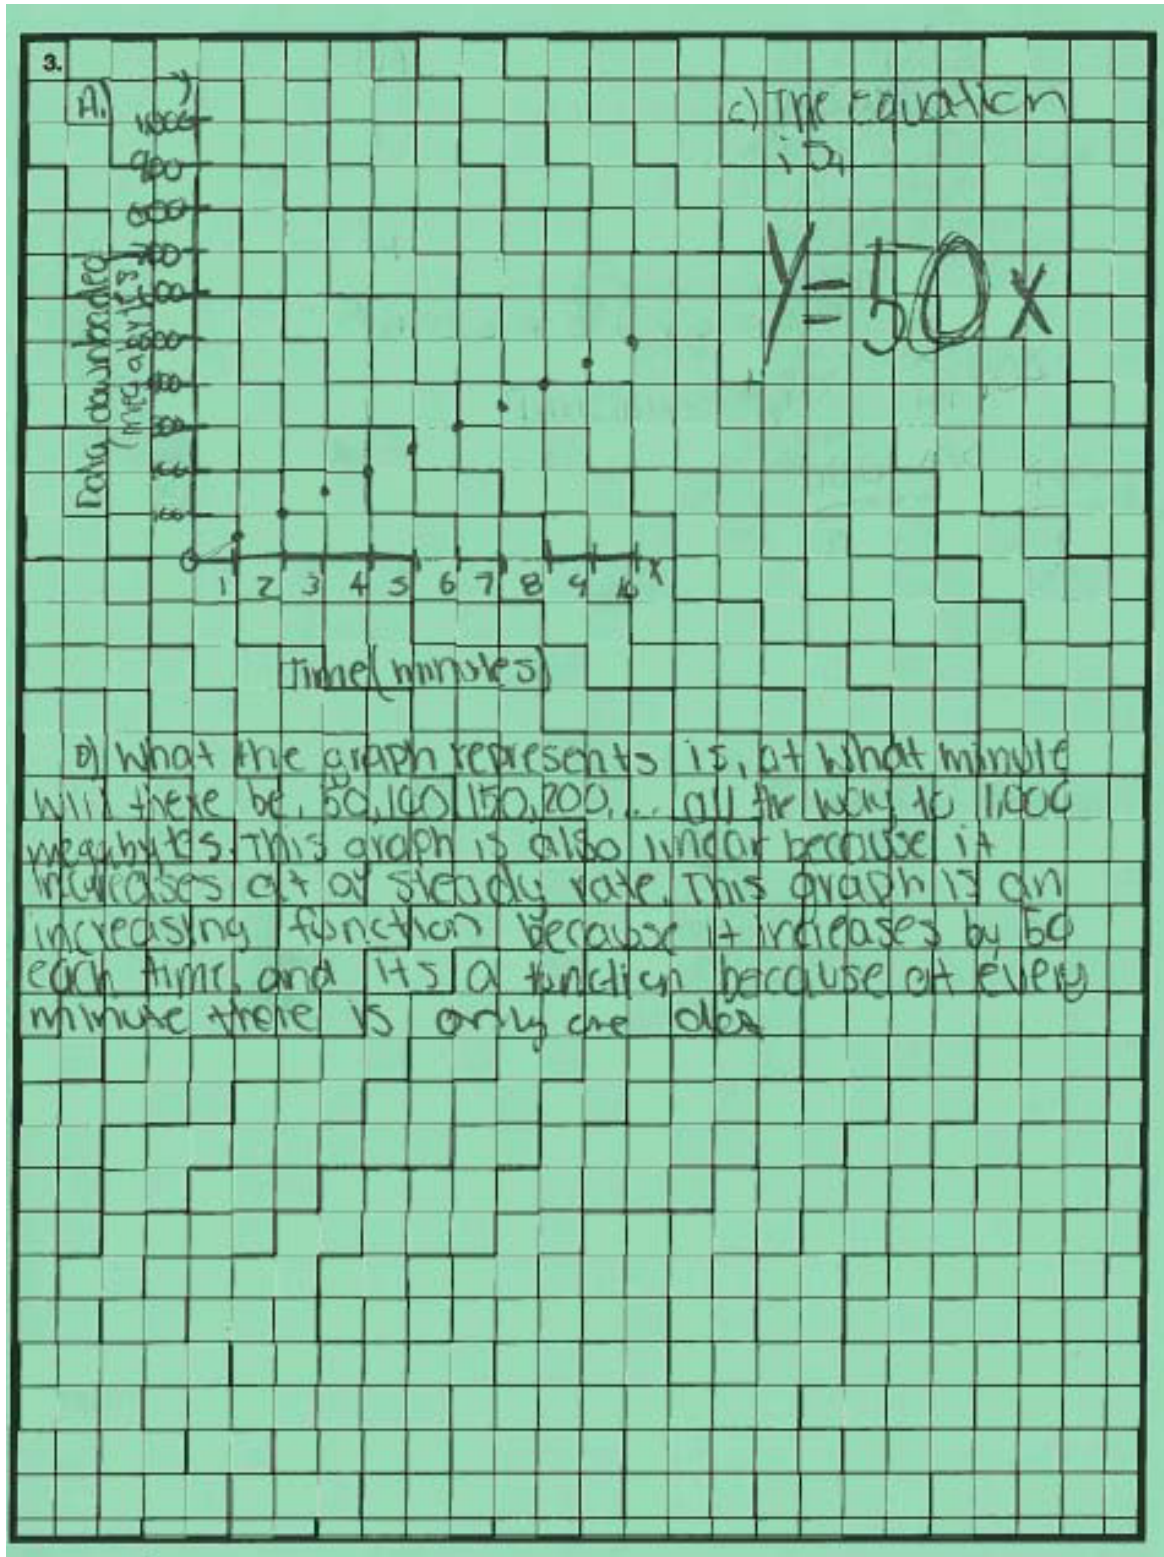 3.
A.)
y
1,000
900
800
700
600
500
400
300
200
100
0
Data downloaded
(megabytes)
1 2 3 4 5 6 7 8 9 10 x
Time(minutes)
c) The Equation
is,
y=50x
B) What the graph represents is, at what minute
will there be, 50,100,150,200,... all the way to 1,000
megabytes. This graph is also linear because it
increases at a steady rate. This graph is an
increasing function because it increases by 50
each time, and its a function because at every
minute there is only one